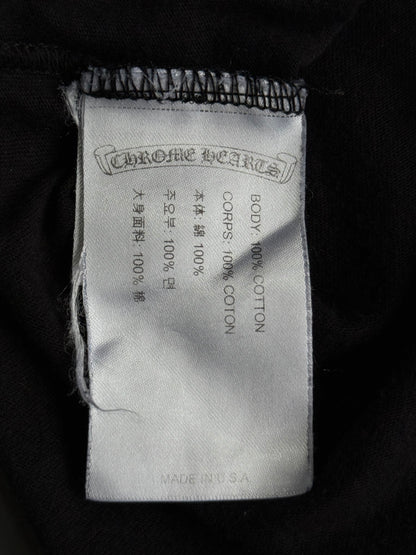 CHROME HEARTS
BODY: 100% COTTON
CORPS: 100% COTON
本体 綿 100%
주요부: 100% 면
大身面料: 100% 棉
MADE IN U.S.A